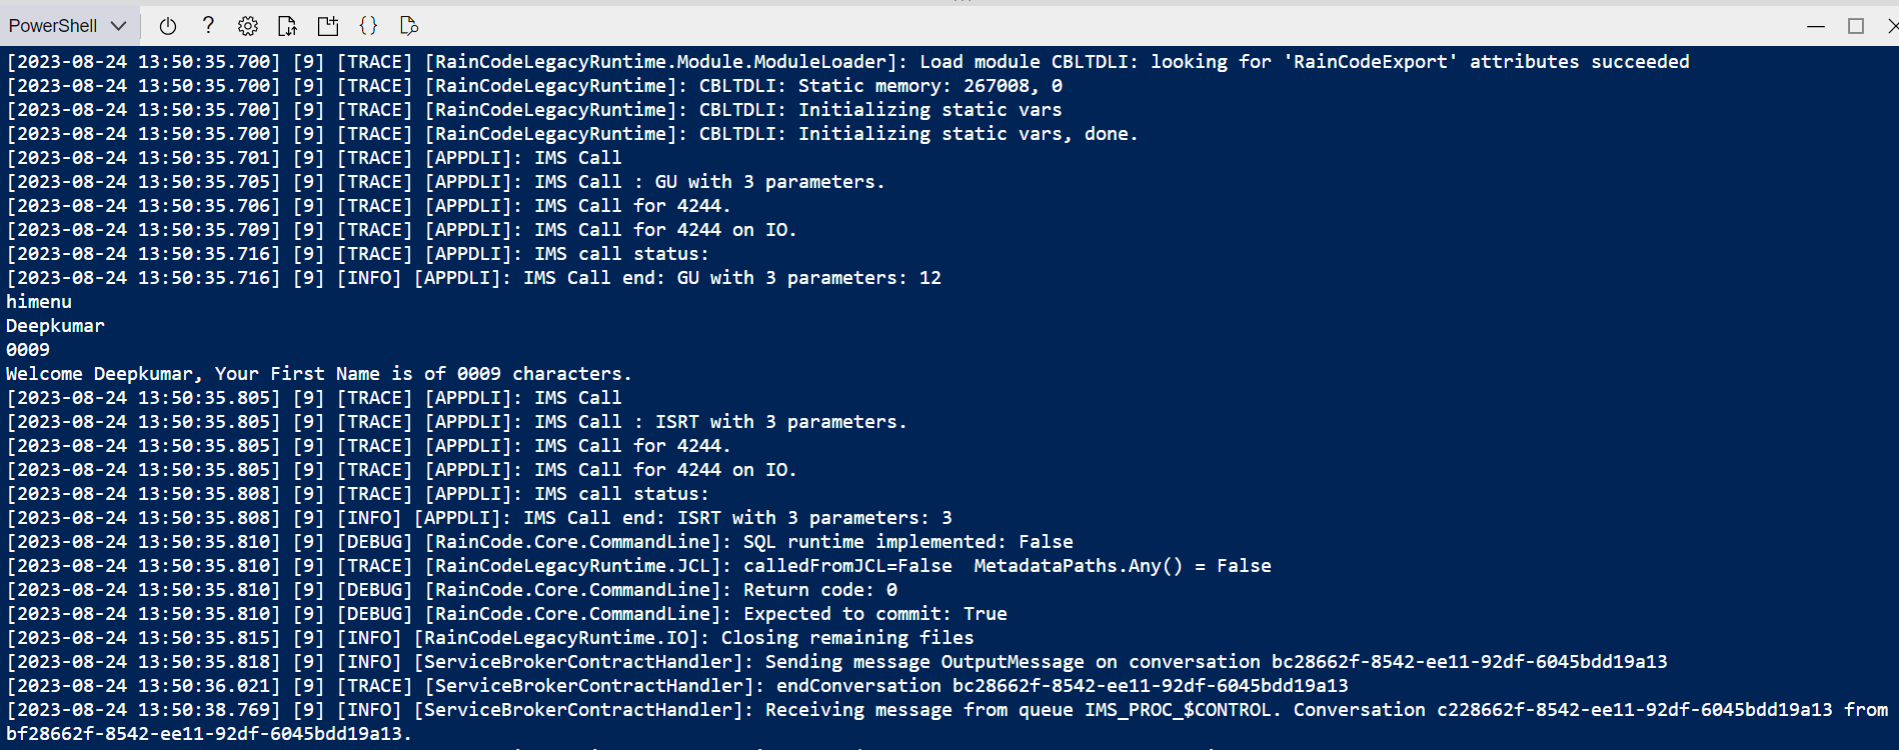 PowerShell
[2023-08-24 13:50:35.700] [9] [TRACE] [RainCodeLegacyRuntime.Module.ModuleLoader]: Load module CBLTDLI: looking for 'RainCodeExport' attributes succeeded
[2023-08-24 13:50:35.700] [9] [TRACE] [RainCodeLegacyRuntime]: CBLTDLI: Static memory: 267008, 0
[2023-08-24 13:50:35.700] [9] [TRACE] [RainCodeLegacyRuntime]: CBLTDLI: Initializing static vars
[2023-08-24 13:50:35.700] [9] [TRACE] [RainCodeLegacyRuntime]: CBLTDLI: Initializing static vars, done.
[2023-08-24 13:50:35.701] [9] [TRACE] [APPDLI]: IMS Call
[2023-08-24 13:50:35.705] [9] [TRACE] [APPDLI]: IMS Call : GU with 3 parameters.
[2023-08-24 13:50:35.706] [9] [TRACE] [APPDLI]: IMS Call for 4244.
[2023-08-24 13:50:35.709] [9] [TRACE] [APPDLI]: IMS Call for 4244 on IO.
[2023-08-24 13:50:35.716] [9] [TRACE] [APPDLI]: IMS call status:
[2023-08-24 13:50:35.716] [9] [INFO] [APPDLI]: IMS Call end: GU with 3 parameters: 12
himenu
Deepkumar
0009
Welcome Deepkumar, Your First Name is of 0009 characters.
[2023-08-24 13:50:35.805] [9] [TRACE] [APPDLI]: IMS Call
[2023-08-24 13:50:35.805] [9] [TRACE] [APPDLI]: IMS Call : ISRT with 3 parameters.
[2023-08-24 13:50:35.805] [9] [TRACE] [APPDLI]: IMS Call for 4244.
[2023-08-24 13:50:35.805] [9] [TRACE] [APPDLI]: IMS Call for 4244 on IO.
[2023-08-24 13:50:35.808] [9] [TRACE] [APPDLI]: IMS call status:
[2023-08-24 13:50:35.808] [9] [INFO] [APPDLI]: IMS Call end: ISRT with 3 parameters: 3
[2023-08-24 13:50:35.810] [9] [DEBUG] [RainCode.Core.CommandLine]: SQL runtime implemented: False
[2023-08-24 13:50:35.810] [9] [TRACE] [RainCodeLegacyRuntime.JCL]: calledFromJCL=False  MetadataPaths.Any() = False
[2023-08-24 13:50:35.810] [9] [DEBUG] [RainCode.Core.CommandLine]: Return code: 0
[2023-08-24 13:50:35.810] [9] [DEBUG] [RainCode.Core.CommandLine]: Expected to commit: True
[2023-08-24 13:50:35.815] [9] [INFO] [RainCodeLegacyRuntime.IO]: Closing remaining files
[2023-08-24 13:50:35.818] [9] [INFO] [ServiceBrokerContractHandler]: Sending message OutputMessage on conversation bc28662f-8542-ee11-92df-6045bdd19a13
[2023-08-24 13:50:36.021] [9] [TRACE] [ServiceBrokerContractHandler]: endConversation bc28662f-8542-ee11-92df-6045bdd19a13
[2023-08-24 13:50:38.769] [9] [INFO] [ServiceBrokerContractHandler]: Receiving message from queue IMS_PROC_$CONTROL. Conversation c228662f-8542-ee11-92df-6045bdd19a13 from
bf28662f-8542-ee11-92df-6045bdd19a13.